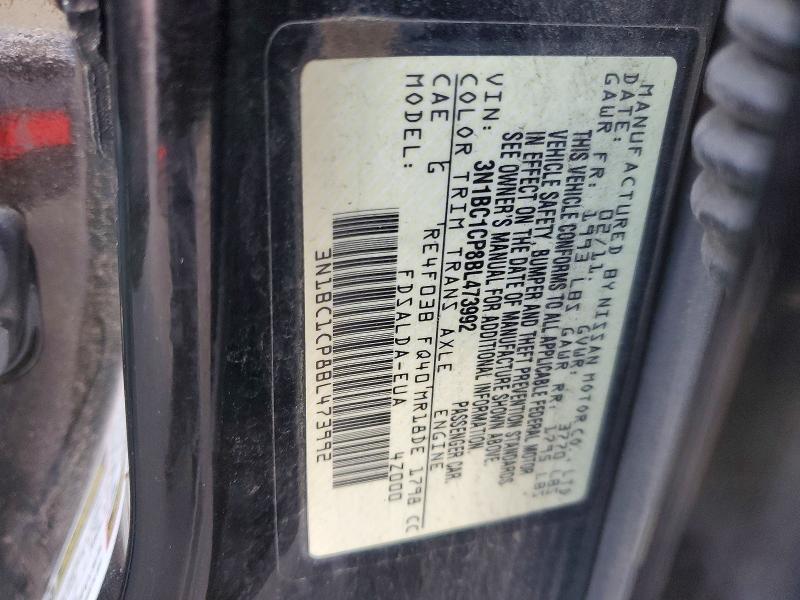 MANUFACTURED BY NISSAN MOTOR CO., LTD
DATE: 02/11 GVWR: 3720 LBS
GAWR FR: 1993 LBS GAWR RR: 1795 LBS
THIS VEHICLE CONFORMS TO ALL APPLICABLE FEDERAL MOTOR
VEHICLE SAFETY, BUMPER AND THEFT PREVENTION STANDARDS
IN EFFECT ON THE DATE OF MANUFACTURE SHOWN ABOVE.
SEE OWNER'S MANUAL FOR ADDITIONAL INFORMATION.
VIN: 3N1BC1CP8BL473992 PASSENGER CAR
COLOR TRIM TRANS AXLE ENGINE
CAE G RE4F03B FQ40 MR18DE 1798 CC
MODEL: FDSALDA-EUA 4Z000
3N1BC1CP8BL473992